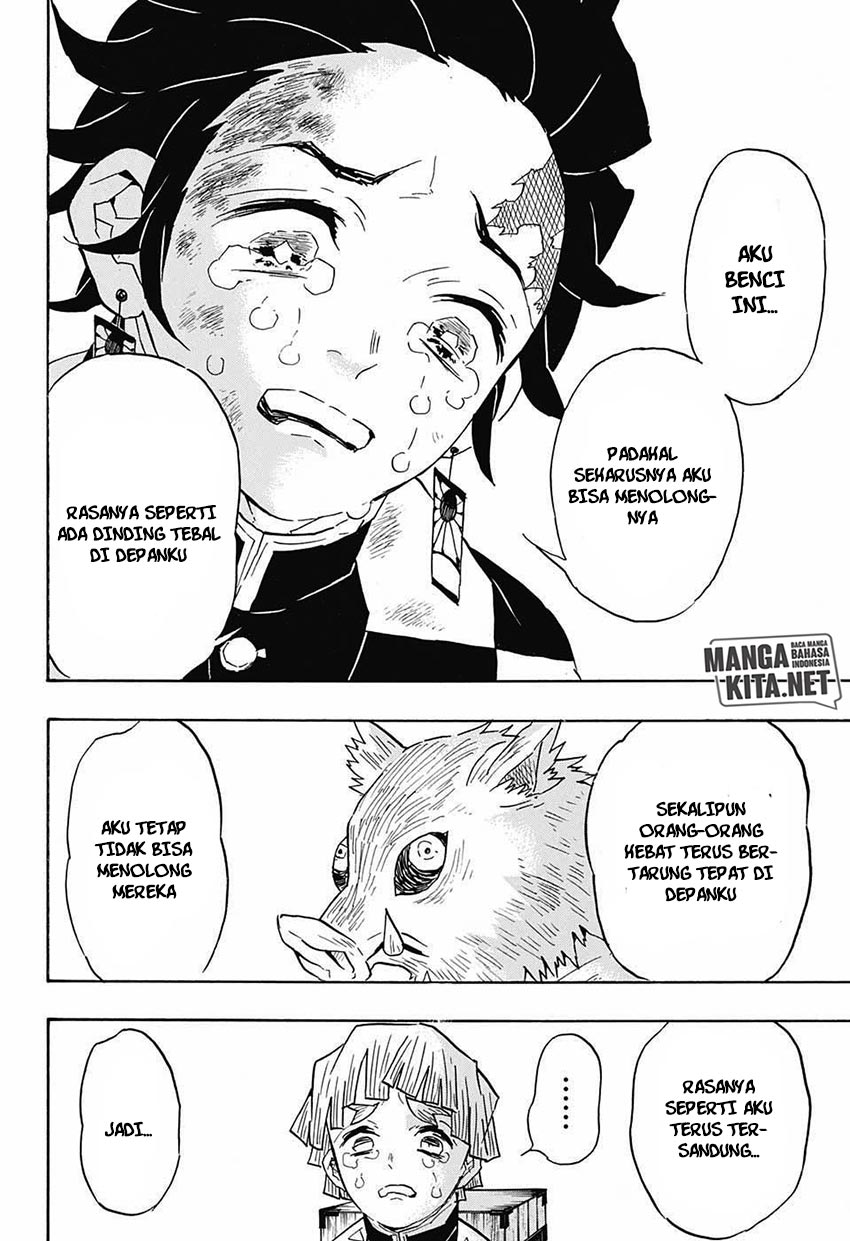 AKU
BENCI
INI...
PADAHAL
SEHARUSNYA AKU
BISA MENOLONG-
NYA
RASANYA SEPERTI
ADA DINDING TEBAL
DI DEPANKU
MANGA
KITA.NET
BACA MANGA
BAHASA
INDONESIA
SEKALIPUN
ORANG-ORANG
HEBAT TERUS BER-
TARUNG TEPAT DI
DEPANKU
AKU TETAP
TIDAK BISA
MENOLONG
MEREKA
RASANYA
SEPERTI AKU
TERUS TER-
SANDUNG...
......
JADI...